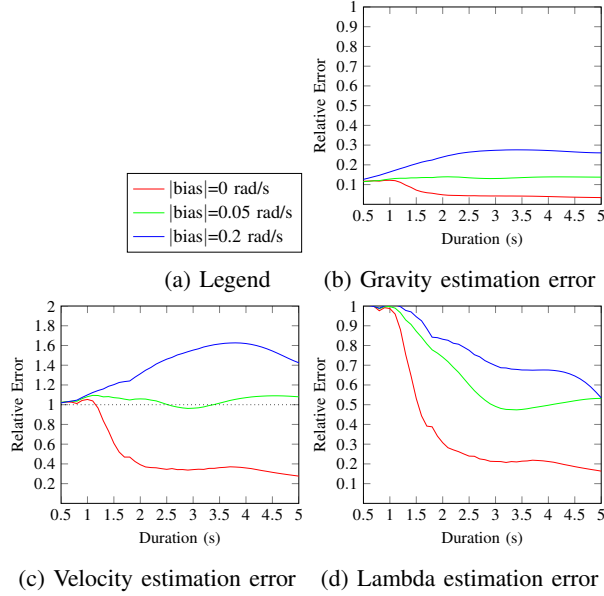 |bias|=0 rad/s
|bias|=0.05 rad/s
|bias|=0.2 rad/s
(a) Legend
1
0.9
0.8
0.7
0.6
0.5
0.4
0.3
0.2
0.1
Relative Error
0.5 1 1.5 2 2.5 3 3.5 4 4.5 5
Duration (s)
(b) Gravity estimation error
2
1.8
1.6
1.4
1.2
1
0.8
0.6
0.4
0.2
Relative Error
0.5 1 1.5 2 2.5 3 3.5 4 4.5 5
Duration (s)
(c) Velocity estimation error
1
0.9
0.8
0.7
0.6
0.5
0.4
0.3
0.2
0.1
Relative Error
0.5 1 1.5 2 2.5 3 3.5 4 4.5 5
Duration (s)
(d) Lambda estimation error